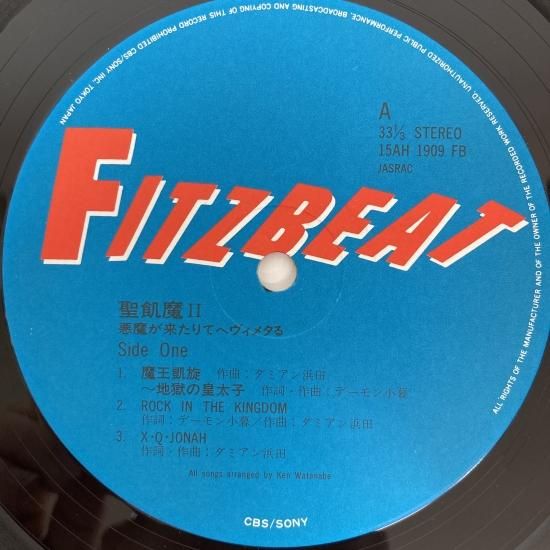 ALL RIGHTS OF THE MANUFACTURER AND OF THE OWNER OF THE RECORDED WORK RESERVED. UNAUTHORIZED PUBLIC PERFORMANCE, BROADCASTING AND COPYING OF THIS RECORD PROHIBITED CBS/SONY INC. TOKYO JAPAN
A
33⅓ STEREO
15AH 1909 FB
JASRAC
FITZBEAT
聖飢魔II
悪魔が来たりてヘヴィメタる
Side One
1. 魔王凱旋 作曲:ダミアン浜田
〜地獄の皇太子 作詞・作曲:デーモン小暮
2. ROCK IN THE KINGDOM
作詞:デーモン小暮/作曲:ダミアン浜田
3. X・Q・JONAH
作詞・作曲:ダミアン浜田
All songs arranged by Ken Watanabe
CBS/SONY